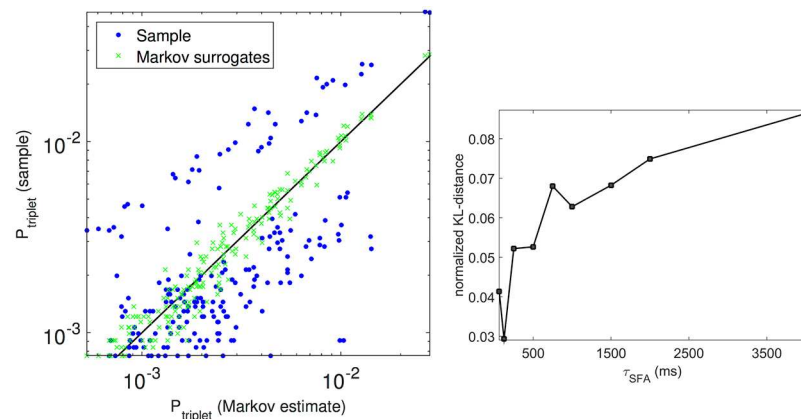 Sample
Markov surrogates
P_triplet (sample)
10^-2
10^-3
10^-3
10^-2
P_triplet (Markov estimate)
normalized KL-distance
0.08
0.07
0.06
0.05
0.04
0.03
500
1500
2500
3500
τ_SFA (ms)